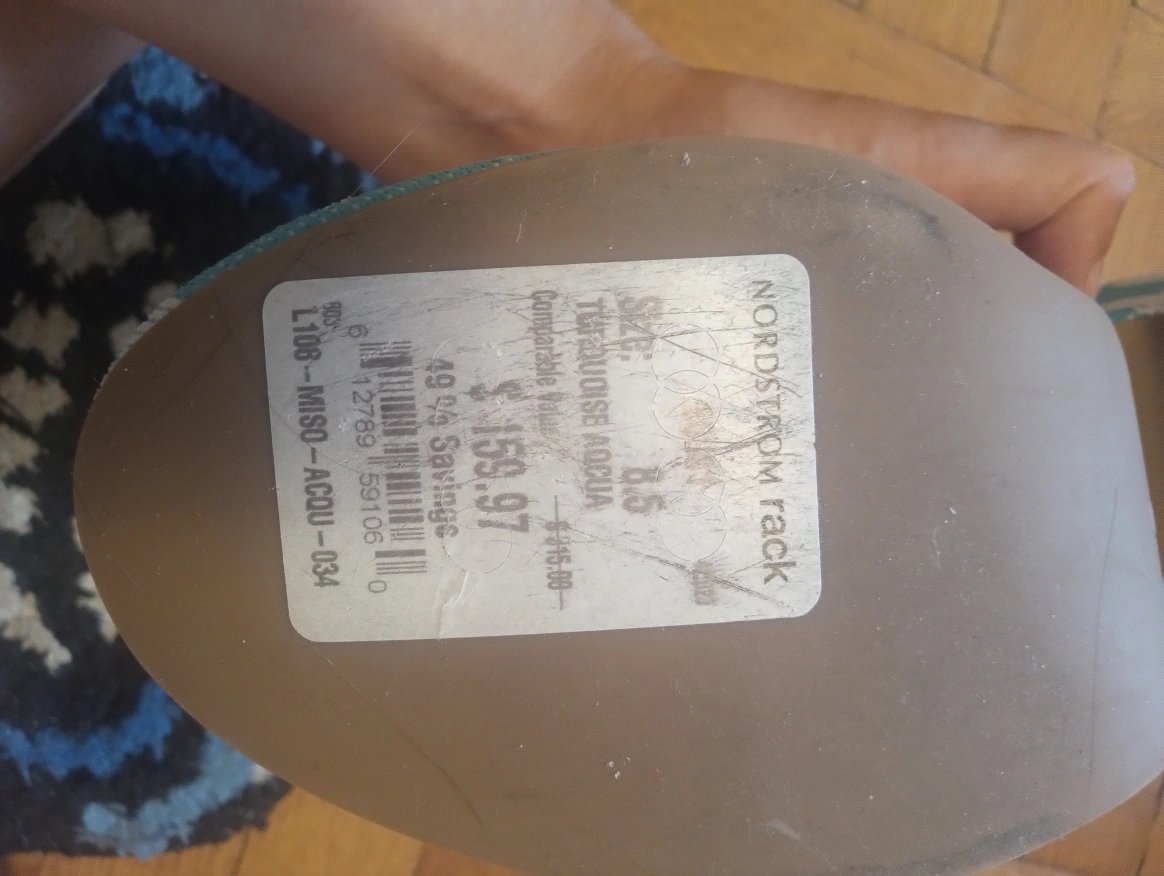 NORDSTROM rack
SIZE: 8.5
TURQUOISE ACQUA
Comparable Value $ 315.00
$ 159.97
49 % Savings
6 12789 59106 0
L106-MISO-ACQU-034